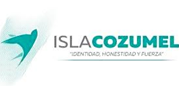 ISLACOZUMEL
"IDENTIDAD, HONESTIDAD Y FUERZA"